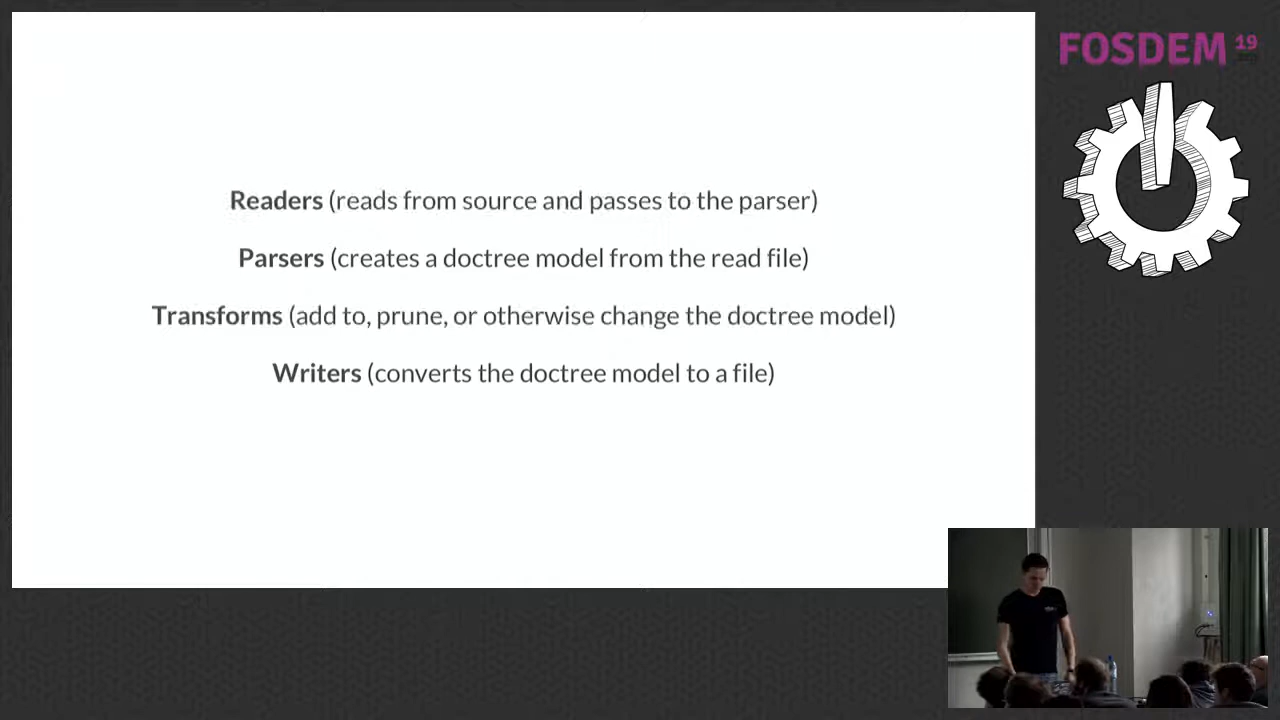 FOSDEM 19
Readers (reads from source and passes to the parser)
Parsers (creates a doctree model from the read file)
Transforms (add to, prune, or otherwise change the doctree model)
Writers (converts the doctree model to a file)